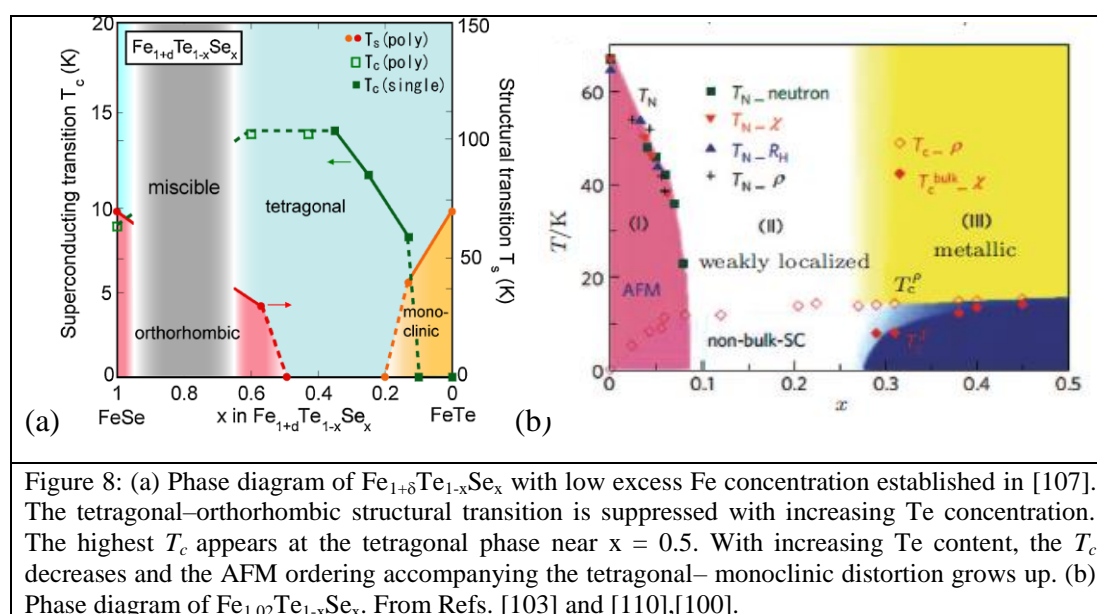 Fe1+dTe1-xSex
Ts(poly)
Tc(poly)
Tc(single)
Superconducting transition Tc (K)
20
15
10
5
0
Structural transition Ts (K)
150
100
50
0
miscible
tetragonal
orthorhombic
mono-
clinic
1 0.8 0.6 0.4 0.2 0
FeSe x in Fe1+dTe1-xSex FeTe
(a)
TN
TN – neutron
TN – χ
TN – RH
TN – ρ
Tc – ρ
Tc bulk – χ
T/K
60
40
20
0
(I)
(II)
(III)
AFM
weakly localized
metallic
Tcρ
non-bulk-SC
0 0.1 0.2 0.3 0.4 0.5
x
(b)
Figure 8: (a) Phase diagram of Fe1+δTe1-xSex with low excess Fe concentration established in [107].
The tetragonal–orthorhombic structural transition is suppressed with increasing Te concentration.
The highest Tc appears at the tetragonal phase near x = 0.5. With increasing Te content, the Tc
decreases and the AFM ordering accompanying the tetragonal– monoclinic distortion grows up. (b)
Phase diagram of Fe1.02Te1-xSex. From Refs. [103] and [110],[100].